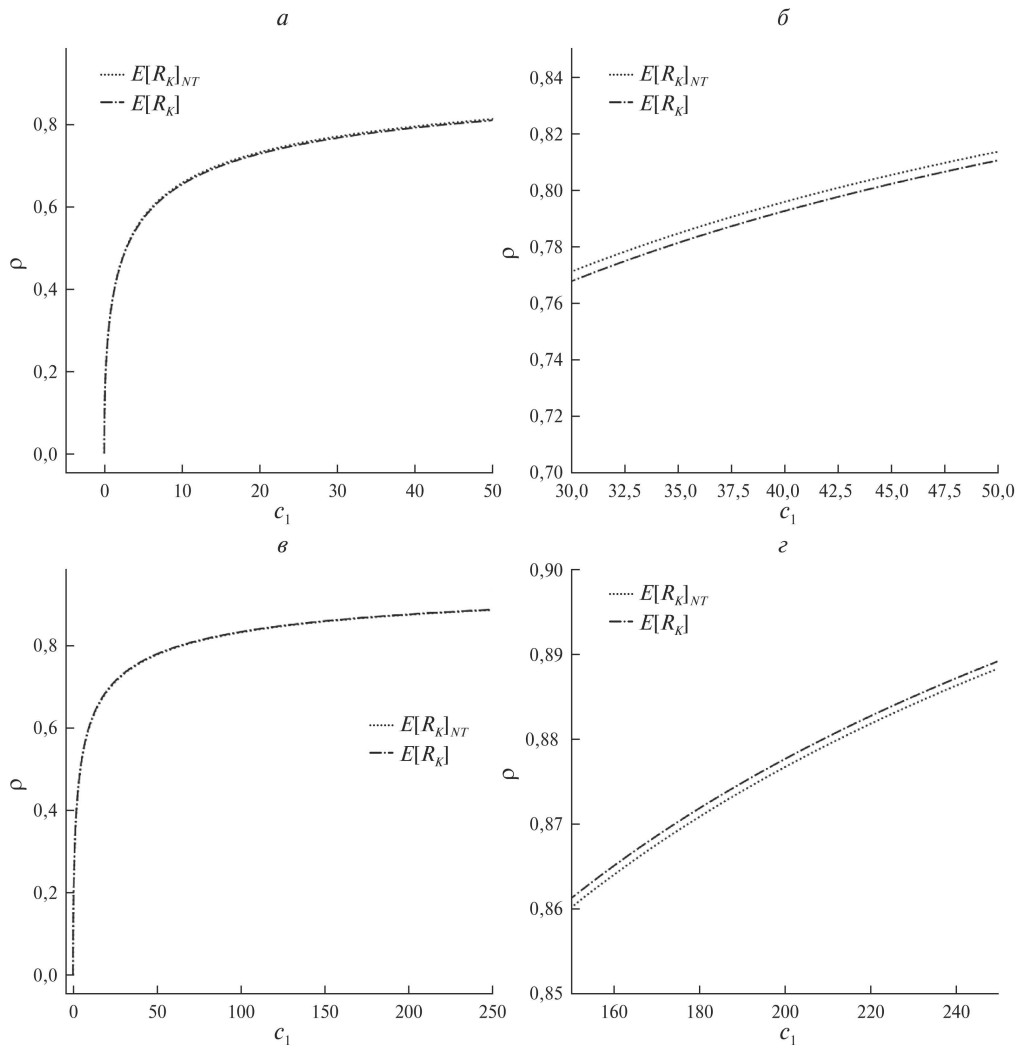 а
E[R_K]_NT
E[R_K]
0,8
0,6
0,4
0,2
0,0
ρ
0 10 20 30 40 50
c_1
б
E[R_K]_NT
E[R_K]
0,84
0,82
0,80
0,78
0,76
0,74
0,72
0,70
ρ
30,0 32,5 35,0 37,5 40,0 42,5 45,0 47,5 50,0
c_1
в
E[R_K]_NT
E[R_K]
0,8
0,6
0,4
0,2
0,0
ρ
0 50 100 150 200 250
c_1
г
E[R_K]_NT
E[R_K]
0,90
0,89
0,88
0,87
0,86
0,85
ρ
160 180 200 220 240
c_1